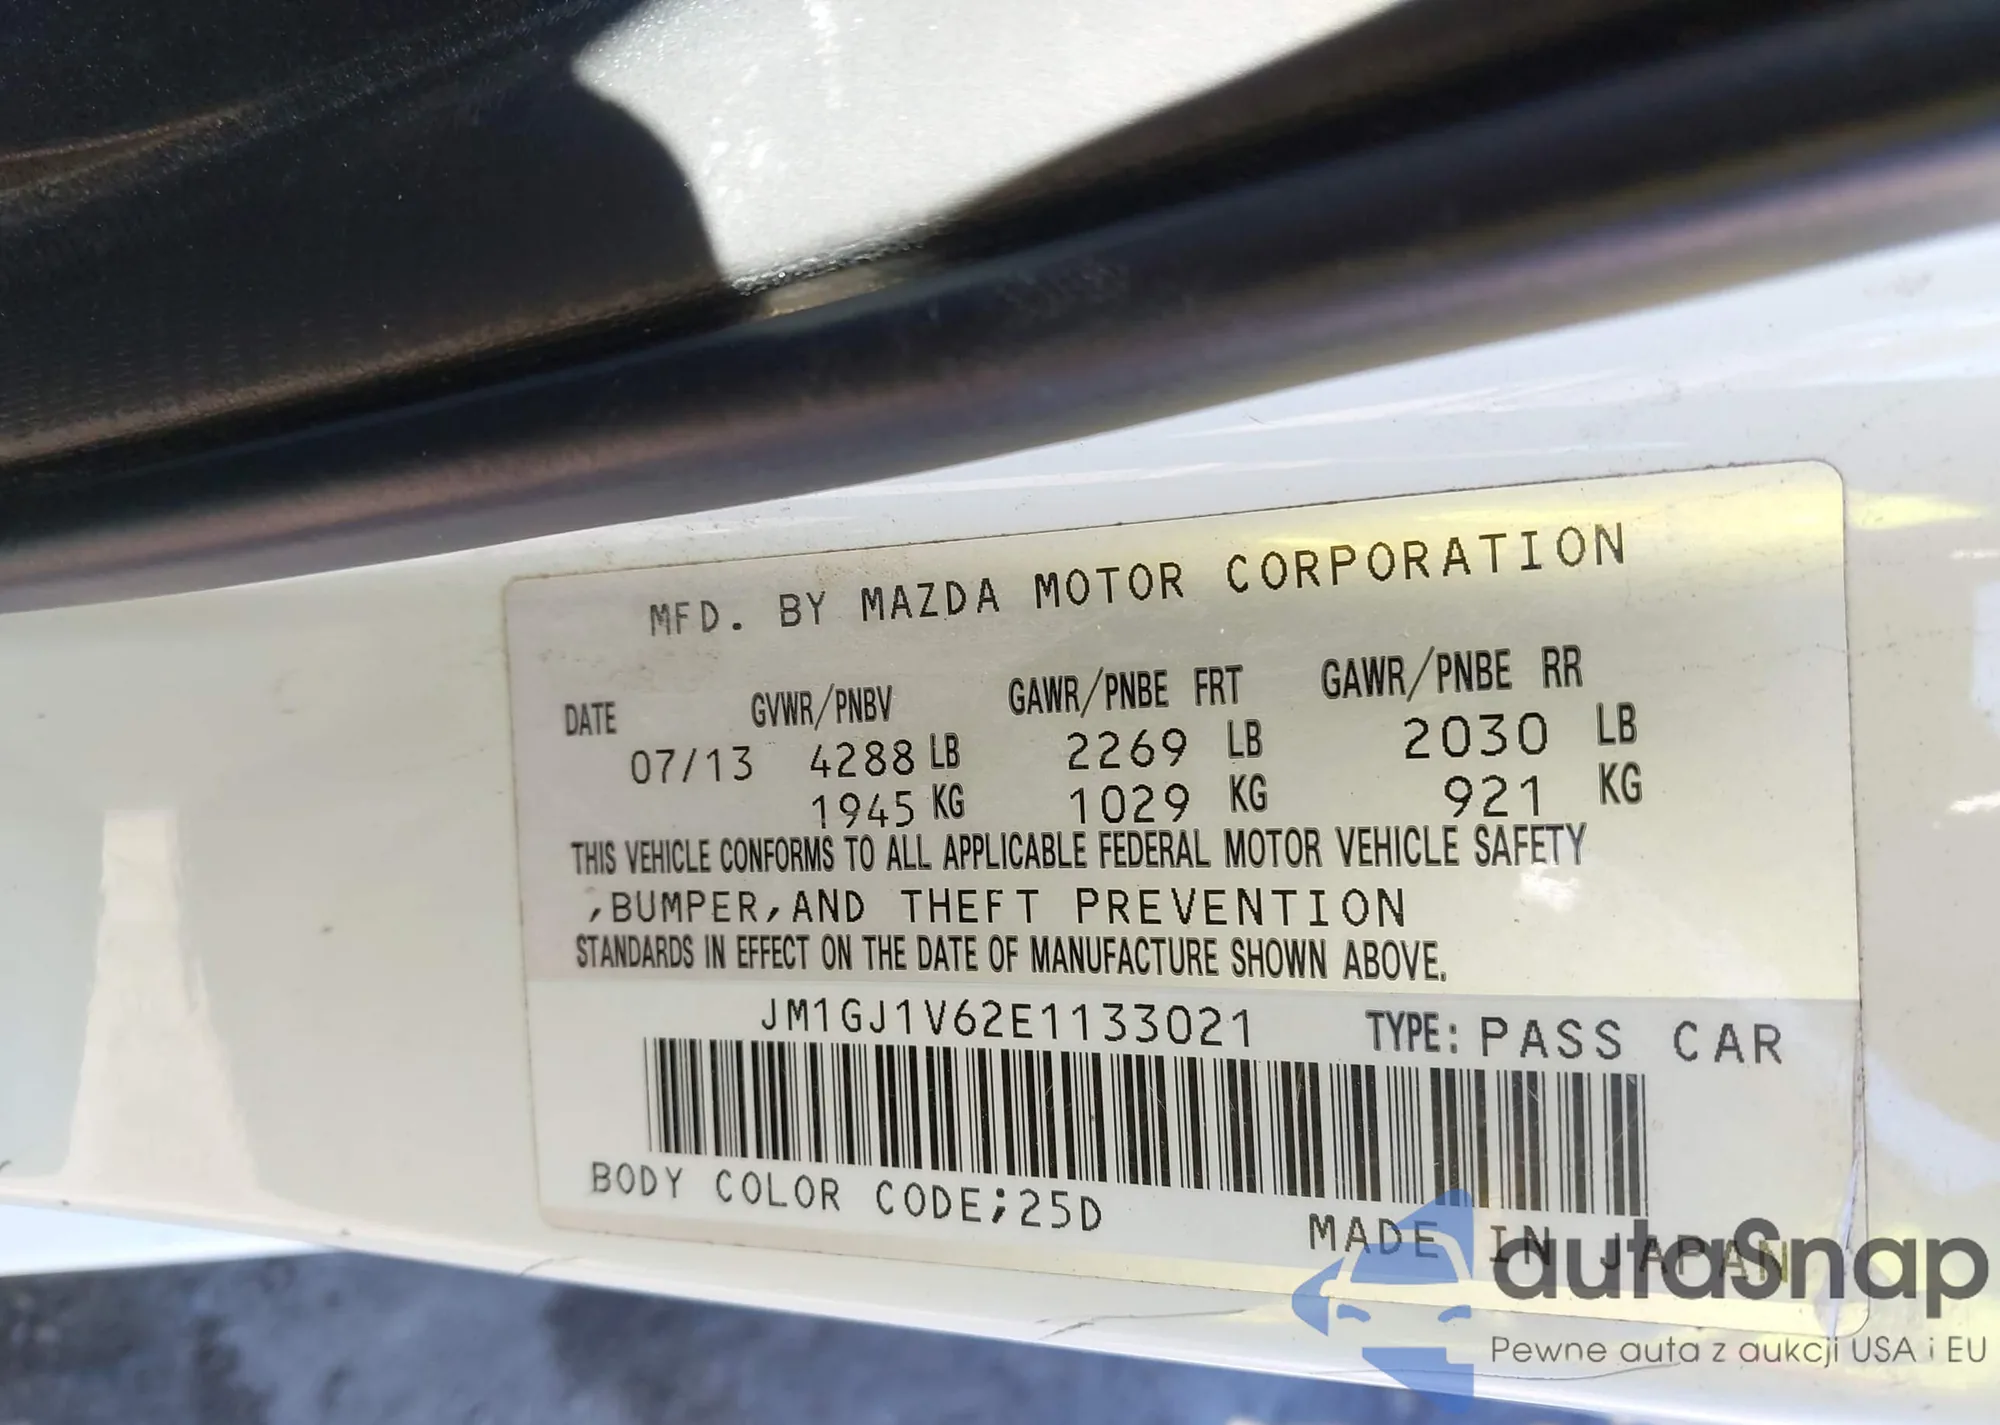 MFD. BY MAZDA MOTOR CORPORATION
DATE GVWR/PNBV GAWR/PNBE FRT GAWR/PNBE RR
07/13 4288 LB 2269 LB 2030 LB
1945 KG 1029 KG 921 KG
THIS VEHICLE CONFORMS TO ALL APPLICABLE FEDERAL MOTOR VEHICLE SAFETY
,BUMPER,AND THEFT PREVENTION
STANDARDS IN EFFECT ON THE DATE OF MANUFACTURE SHOWN ABOVE.
JM1GJ1V62E1133021 TYPE: PASS CAR
BODY COLOR CODE;25D
MADE IN JAPAN
autaSnap
Pewne auta z aukcji USA i EU